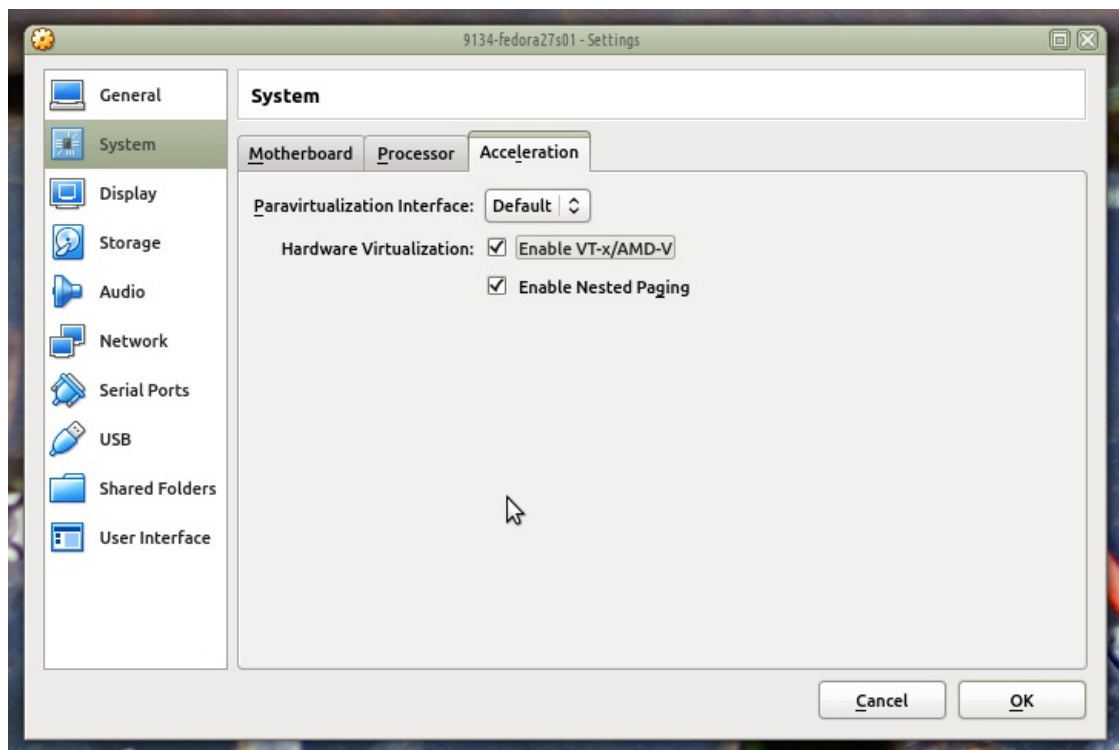 9134-fedora27s01 - Settings
General
System
Display
Storage
Audio
Network
Serial Ports
USB
Shared Folders
User Interface
System
Motherboard Processor Acceleration
Paravirtualization Interface: Default
Hardware Virtualization: Enable VT-x/AMD-V
Enable Nested Paging
Cancel OK